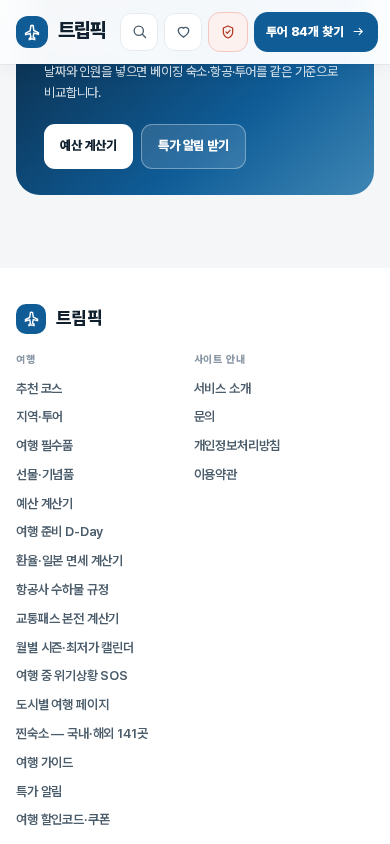 트립픽
투어 84개 찾기 →
날짜와 인원을 넣으면 베이징 숙소·항공·투어를 같은 기준으로
비교합니다.
예산 계산기
특가 알림 받기
트립픽
여행
사이트 안내
추천 코스
서비스 소개
지역·투어
문의
여행 필수품
개인정보처리방침
선물·기념품
이용약관
예산 계산기
여행 준비 D-Day
환율·일본 면세 계산기
항공사 수하물 규정
교통패스 본전 계산기
월별 시즌·최저가 캘린더
여행 중 위기상황 SOS
도시별 여행 페이지
찐숙소 — 국내·해외 141곳
여행 가이드
특가 알림
여행 할인코드·쿠폰